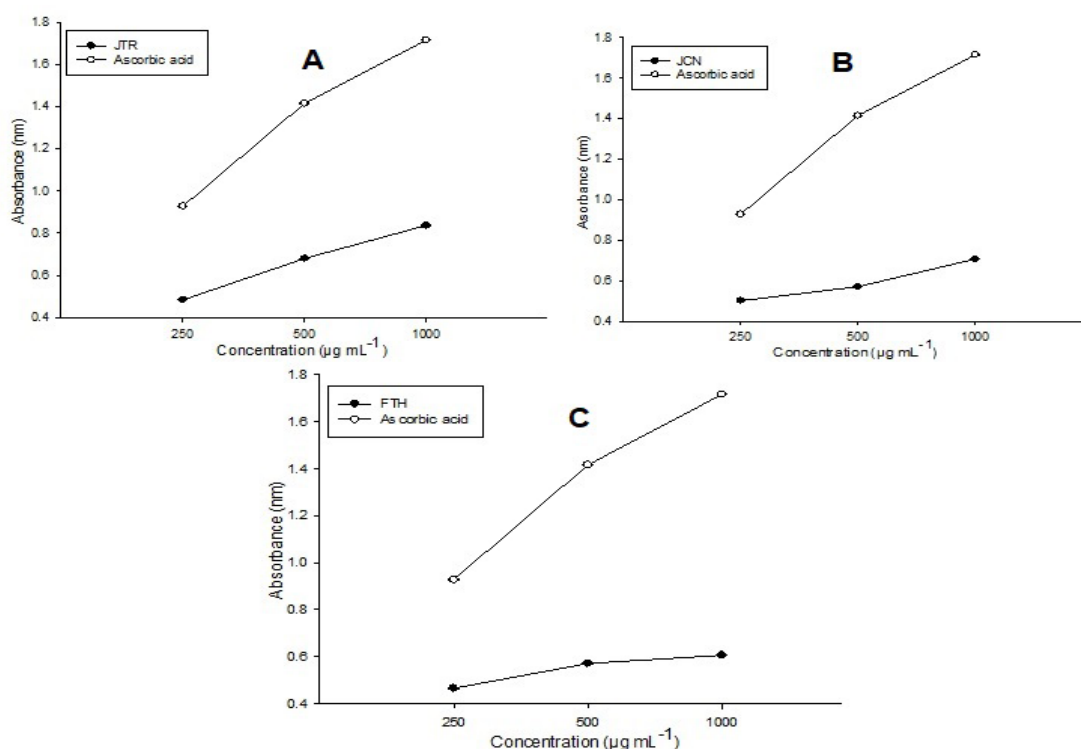 1.8
1.6
1.4
1.2
1.0
0.8
0.6
0.4
Absorbance (nm)
JTR
Ascorbic acid
A
250
500
1000
Concentration (µg mL⁻¹)
1.8
1.6
1.4
1.2
1.0
0.8
0.6
0.4
Asorbance (nm)
JCN
Ascorbic acid
B
250
500
1000
Concentration (µg mL⁻¹)
1.8
1.6
1.4
1.2
1.0
0.8
0.6
0.4
Absorbance (nm)
FTH
Ascorbic acid
C
250
500
1000
Concentration (µg mL⁻¹)